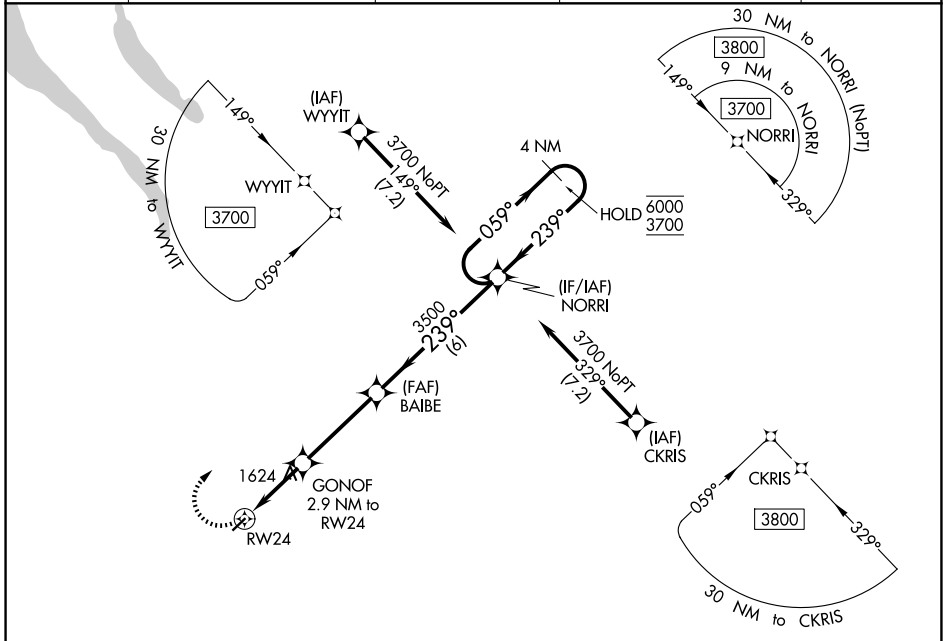 30 NM to NORRI (NoPT)
3800
9 NM to NORRI
3700
149°
NORRI
329°
(IAF)
WYYIT
3700 NoPT
149°
(7.2)
4 NM
HOLD 6000
3700
059°
239°
149°
WYYIT
3700
30 NM to WYYIT
059°
(IF/IAF)
NORRI
3500
239°
(6)
3700 NoPT
329°
(7.2)
(FAF)
BAIBE
(IAF)
CKRIS
1624
GONOF
2.9 NM to
RW24
RW24
CKRIS
059°
3800
329°
30 NM to CKRIS